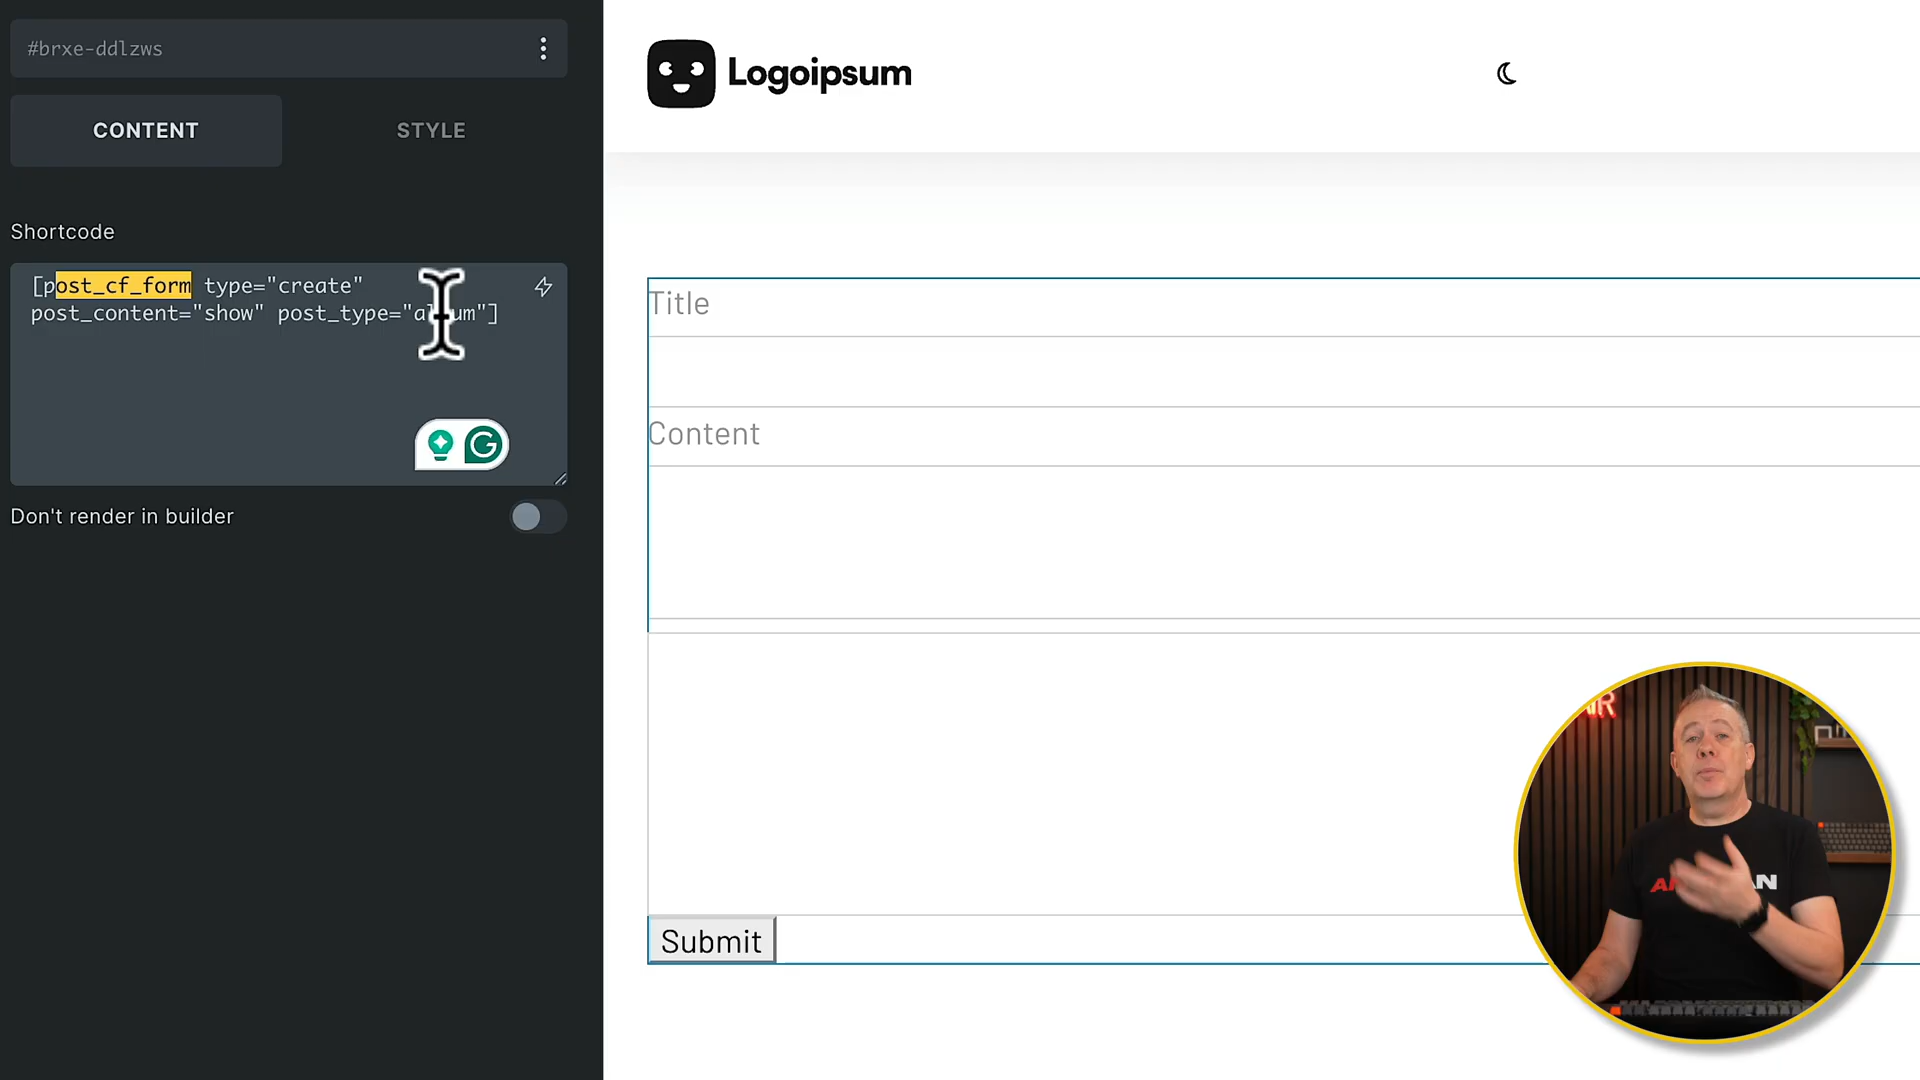 #brxe-ddlzws
CONTENT
STYLE
Shortcode
[post_cf_form type="create"
post_content="show" post_type="album"]
Don't render in builder
Logoipsum
Title
Content
Submit